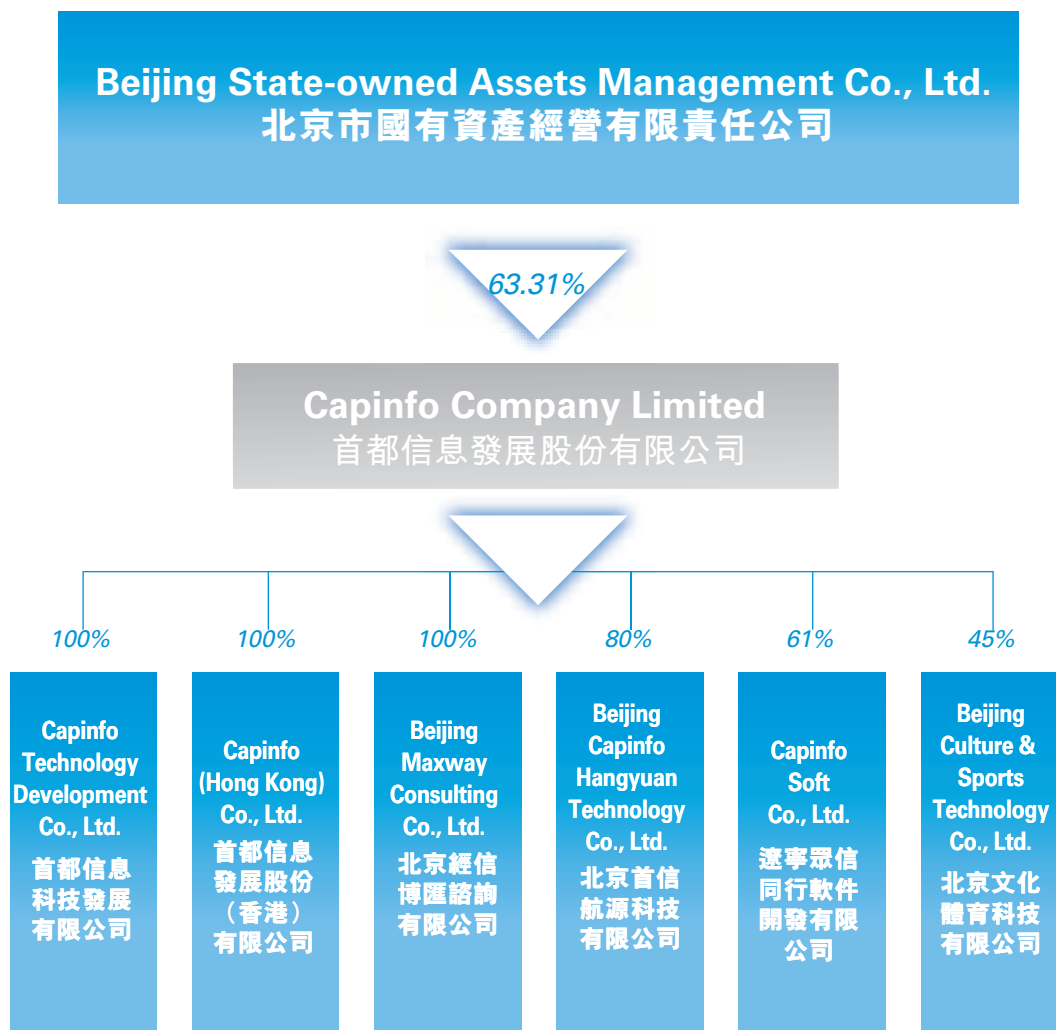 Beijing State-owned Assets Management Co., Ltd.
北京市國有資產經營有限責任公司
63.31%
Capinfo Company Limited
首都信息發展股份有限公司
100%
100%
100%
80%
61%
45%
Capinfo
Technology
Development
Co., Ltd.
首都信息
科技發展
有限公司
Capinfo
(Hong Kong)
Co., Ltd.
首都信息
發展股份
（香港）
有限公司
Beijing
Maxway
Consulting
Co., Ltd.
北京經信
博匯諮詢
有限公司
Beijing
Capinfo
Hangyuan
Technology
Co., Ltd.
北京首信
航源科技
有限公司
Capinfo
Soft
Co., Ltd.
遼寧眾信
同行軟件
開發有限
公司
Beijing
Culture &
Sports
Technology
Co., Ltd.
北京文化
體育科技
有限公司